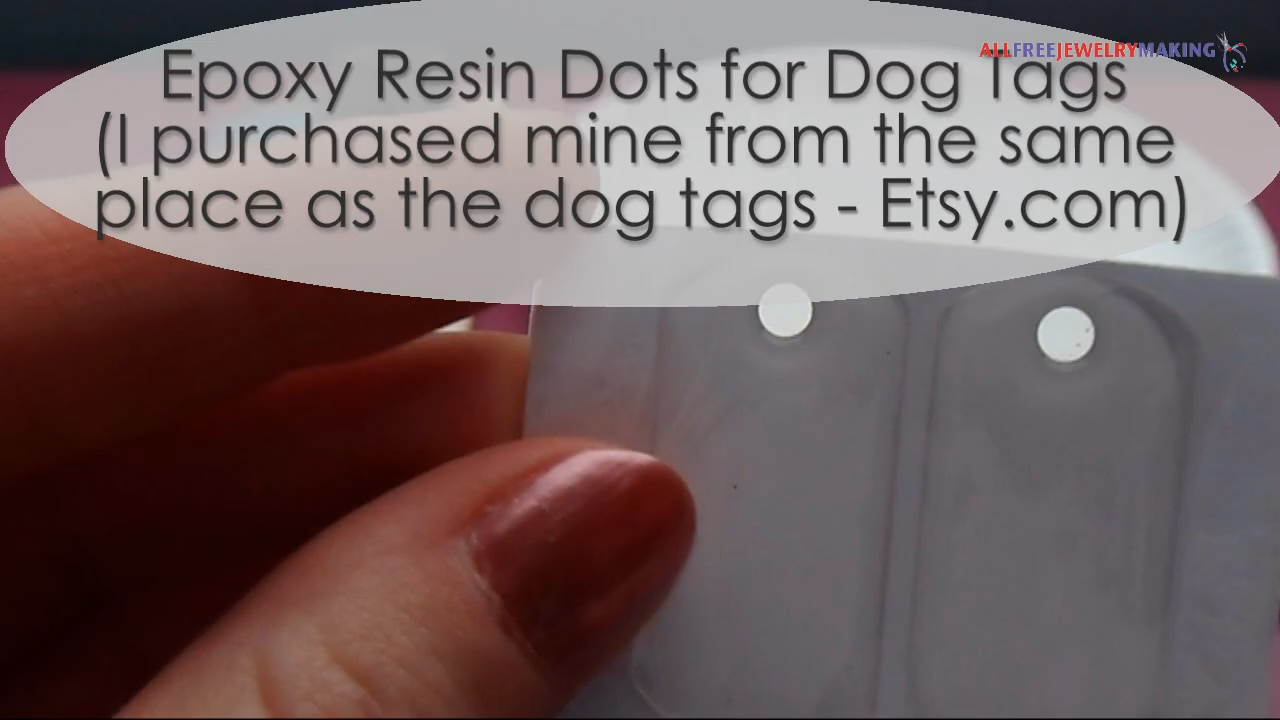 ALLFREEJEWELRYMAKING
Epoxy Resin Dots for Dog Tags
(I purchased mine from the same
place as the dog tags - Etsy.com)